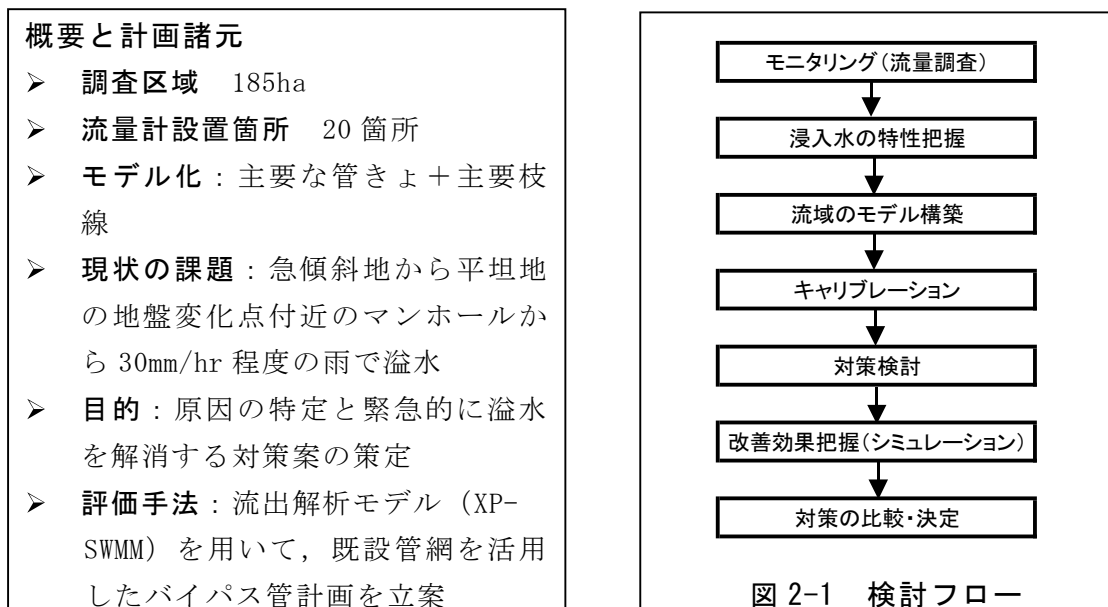 概要と計画諸元
➢ 調査区域 185ha
➢ 流量計設置箇所 20箇所
➢ モデル化：主要な管きょ＋主要枝
線
➢ 現状の課題：急傾斜地から平坦地
の地盤変化点付近のマンホールか
ら 30mm/hr 程度の雨で溢水
➢ 目的：原因の特定と緊急的に溢水
を解消する対策案の策定
➢ 評価手法：流出解析モデル（XP-
SWMM）を用いて，既設管網を活用
したバイパス管計画を立案
モニタリング（流量調査）
浸入水の特性把握
流域のモデル構築
キャリブレーション
対策検討
改善効果把握（シミュレーション）
対策の比較・決定
図 2-1 検討フロー